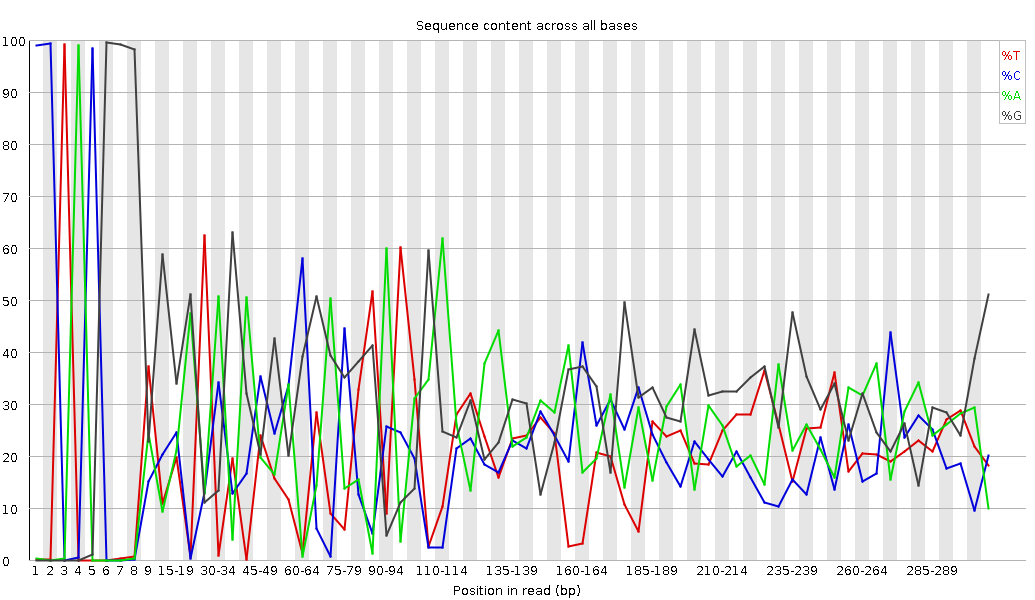 Sequence content across all bases
%T
%C
%A
%G
100
90
80
70
60
50
40
30
20
10
0
1 2 3 4 5 6 7 8 9 15-19 30-34 45-49 60-64 75-79 90-94 110-114 135-139 160-164 185-189 210-214 235-239 260-264 285-289
Position in read (bp)